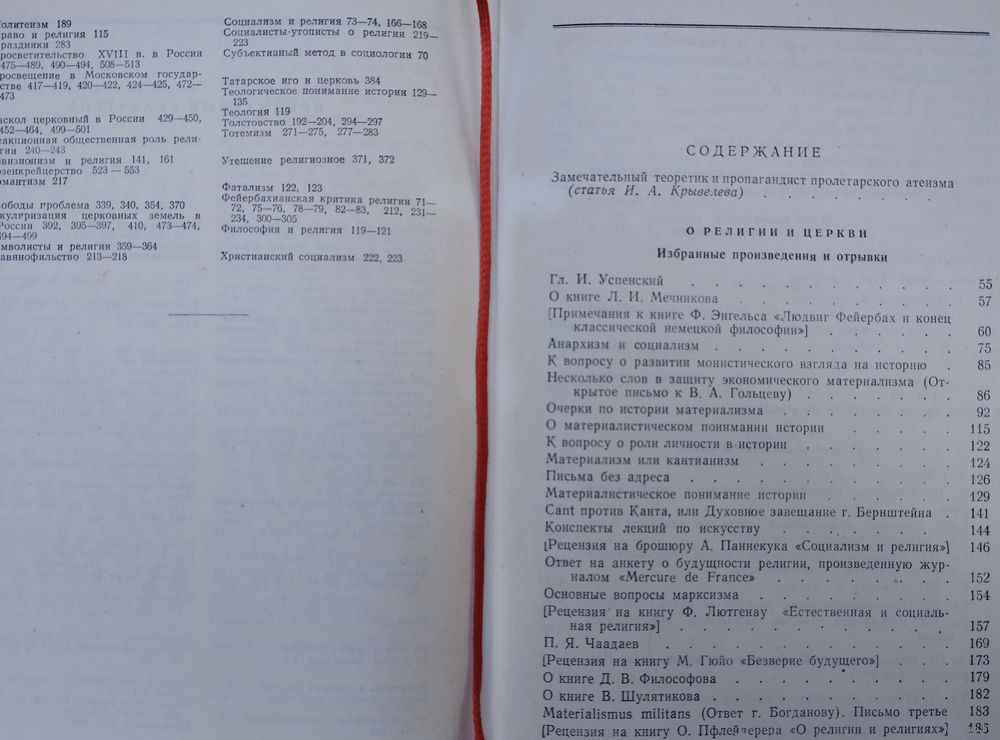 олитеизм 189
раво и религия 115
раздники 283
росветительство XVIII в. в России
475—489, 490—494, 508—513
росвещение в Московском государ-
стве 417—419, 420—422, 424—425, 472—
473
аскол церковный в России 429—450,
452—464, 499—501
еакционная общественная роль рели-
гии 240—243
евизионизм и религия 141, 161
озенкрейцерство 523—553
омантизм 217
вободы проблема 339, 340, 354, 370
куляризация церковных земель в
России 392, 395—397, 410, 473—474,
494—499
имволисты и религия 359—364
лавянофильство 213—218
Социализм и религия 73—74, 166—168
Социалисты-утописты о религии 219—
223
Субъективный метод в социологии 70
Татарское иго и церковь 384
Теологическое понимание истории 129—
135
Теология 119
Толстовство 192—204, 294—297
Тотемизм 271—275, 277—283
Утешение религиозное 371, 372
Фатализм 122, 123
Фейербахианская критика религии 71—
72, 75—76, 78—79, 82—83, 212, 231—
234, 300—305
Философия и религия 119—121
Христианский социализм 222, 223
СОДЕРЖАНИЕ
Замечательный теоретик и пропагандист пролетарского атеизма
(статья И. А. Крывелева) . . . . . . .
О РЕЛИГИИ И ЦЕРКВИ
Избранные произведения и отрывки
Гл. И. Успенский . . . . . . . . . . 55
О книге Л. И. Мечникова . . . . . . . . 57
[Примечания к книге Ф. Энгельса «Людвиг Фейербах и конец
классической немецкой философии»] . . . . . . 60
Анархизм и социализм . . . . . . . . . 75
К вопросу о развитии монистического взгляда на историю . 85
Несколько слов в защиту экономического материализма (От-
крытое письмо к В. А. Гольцеву) . . . . . . . 86
Очерки по истории материализма . . . . . . . 92
О материалистическом понимании истории . . . . . 115
К вопросу о роли личности в истории . . . . . . 122
Материализм или кантианизм . . . . . . . . 124
Письма без адреса . . . . . . . . . . 126
Материалистическое понимание истории . . . . . . 129
Cant против Канта, или Духовное завещание г. Бернштейна . 141
Конспекты лекций по искусству . . . . . . . 144
[Рецензия на брошюру А. Паннекука «Социализм и религия»] 146
Ответ на анкету о будущности религии, произведенную жур-
налом «Mercure de France» . . . . . . . . 152
Основные вопросы марксизма . . . . . . . . 154
[Рецензия на книгу Ф. Лютгенау «Естественная и социаль-
ная религия»] . . . . . . . . . . . 157
П. Я. Чаадаев . . . . . . . . . . . 169
[Рецензия на книгу М. Гюйо «Безверие будущего»] . . . 173
О книге Д. В. Философова . . . . . . . . 179
О книге В. Шулятикова . . . . . . . . . 182
Materialismus militans (Ответ г. Богданову). Письмо третье 183
[Рецензия на книгу О. Пфлейдерера «О религии и религиях»] 186